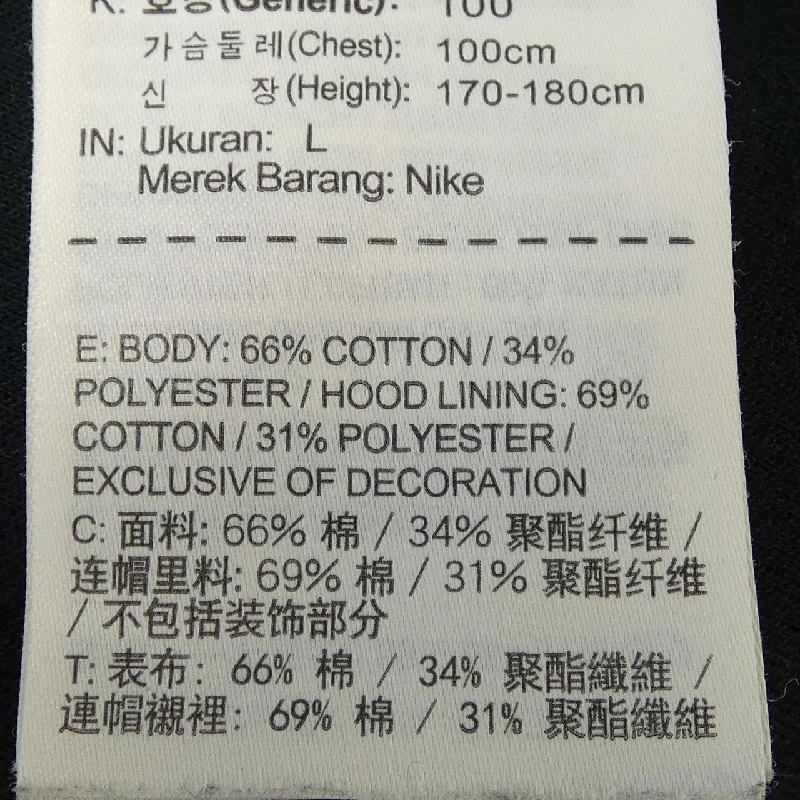 K: 호칭(Generic): 100
가슴둘레(Chest): 100cm
신 장(Height): 170-180cm
IN: Ukuran: L
Merek Barang: Nike
E: BODY: 66% COTTON / 34%
POLYESTER / HOOD LINING: 69%
COTTON / 31% POLYESTER /
EXCLUSIVE OF DECORATION
C: 面料: 66% 棉 / 34% 聚酯纤维 /
连帽里料: 69% 棉 / 31% 聚酯纤维
/ 不包括装饰部分
T: 表布: 66% 棉 / 34% 聚酯纖維 /
連帽襯裡: 69% 棉 / 31% 聚酯纖維